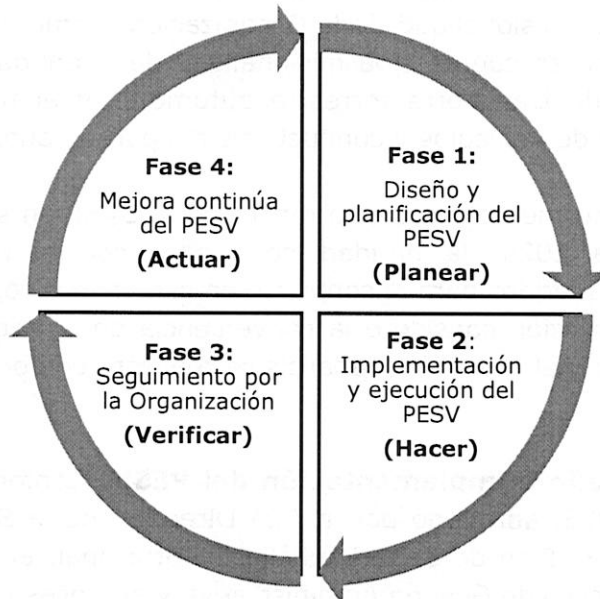 Fase 1:
Diseño y
planificación del
PESV
(Planear)
Fase 2:
Implementación
y ejecución del
PESV
(Hacer)
Fase 3:
Seguimiento por
la Organización
(Verificar)
Fase 4:
Mejora continúa
del PESV
(Actuar)